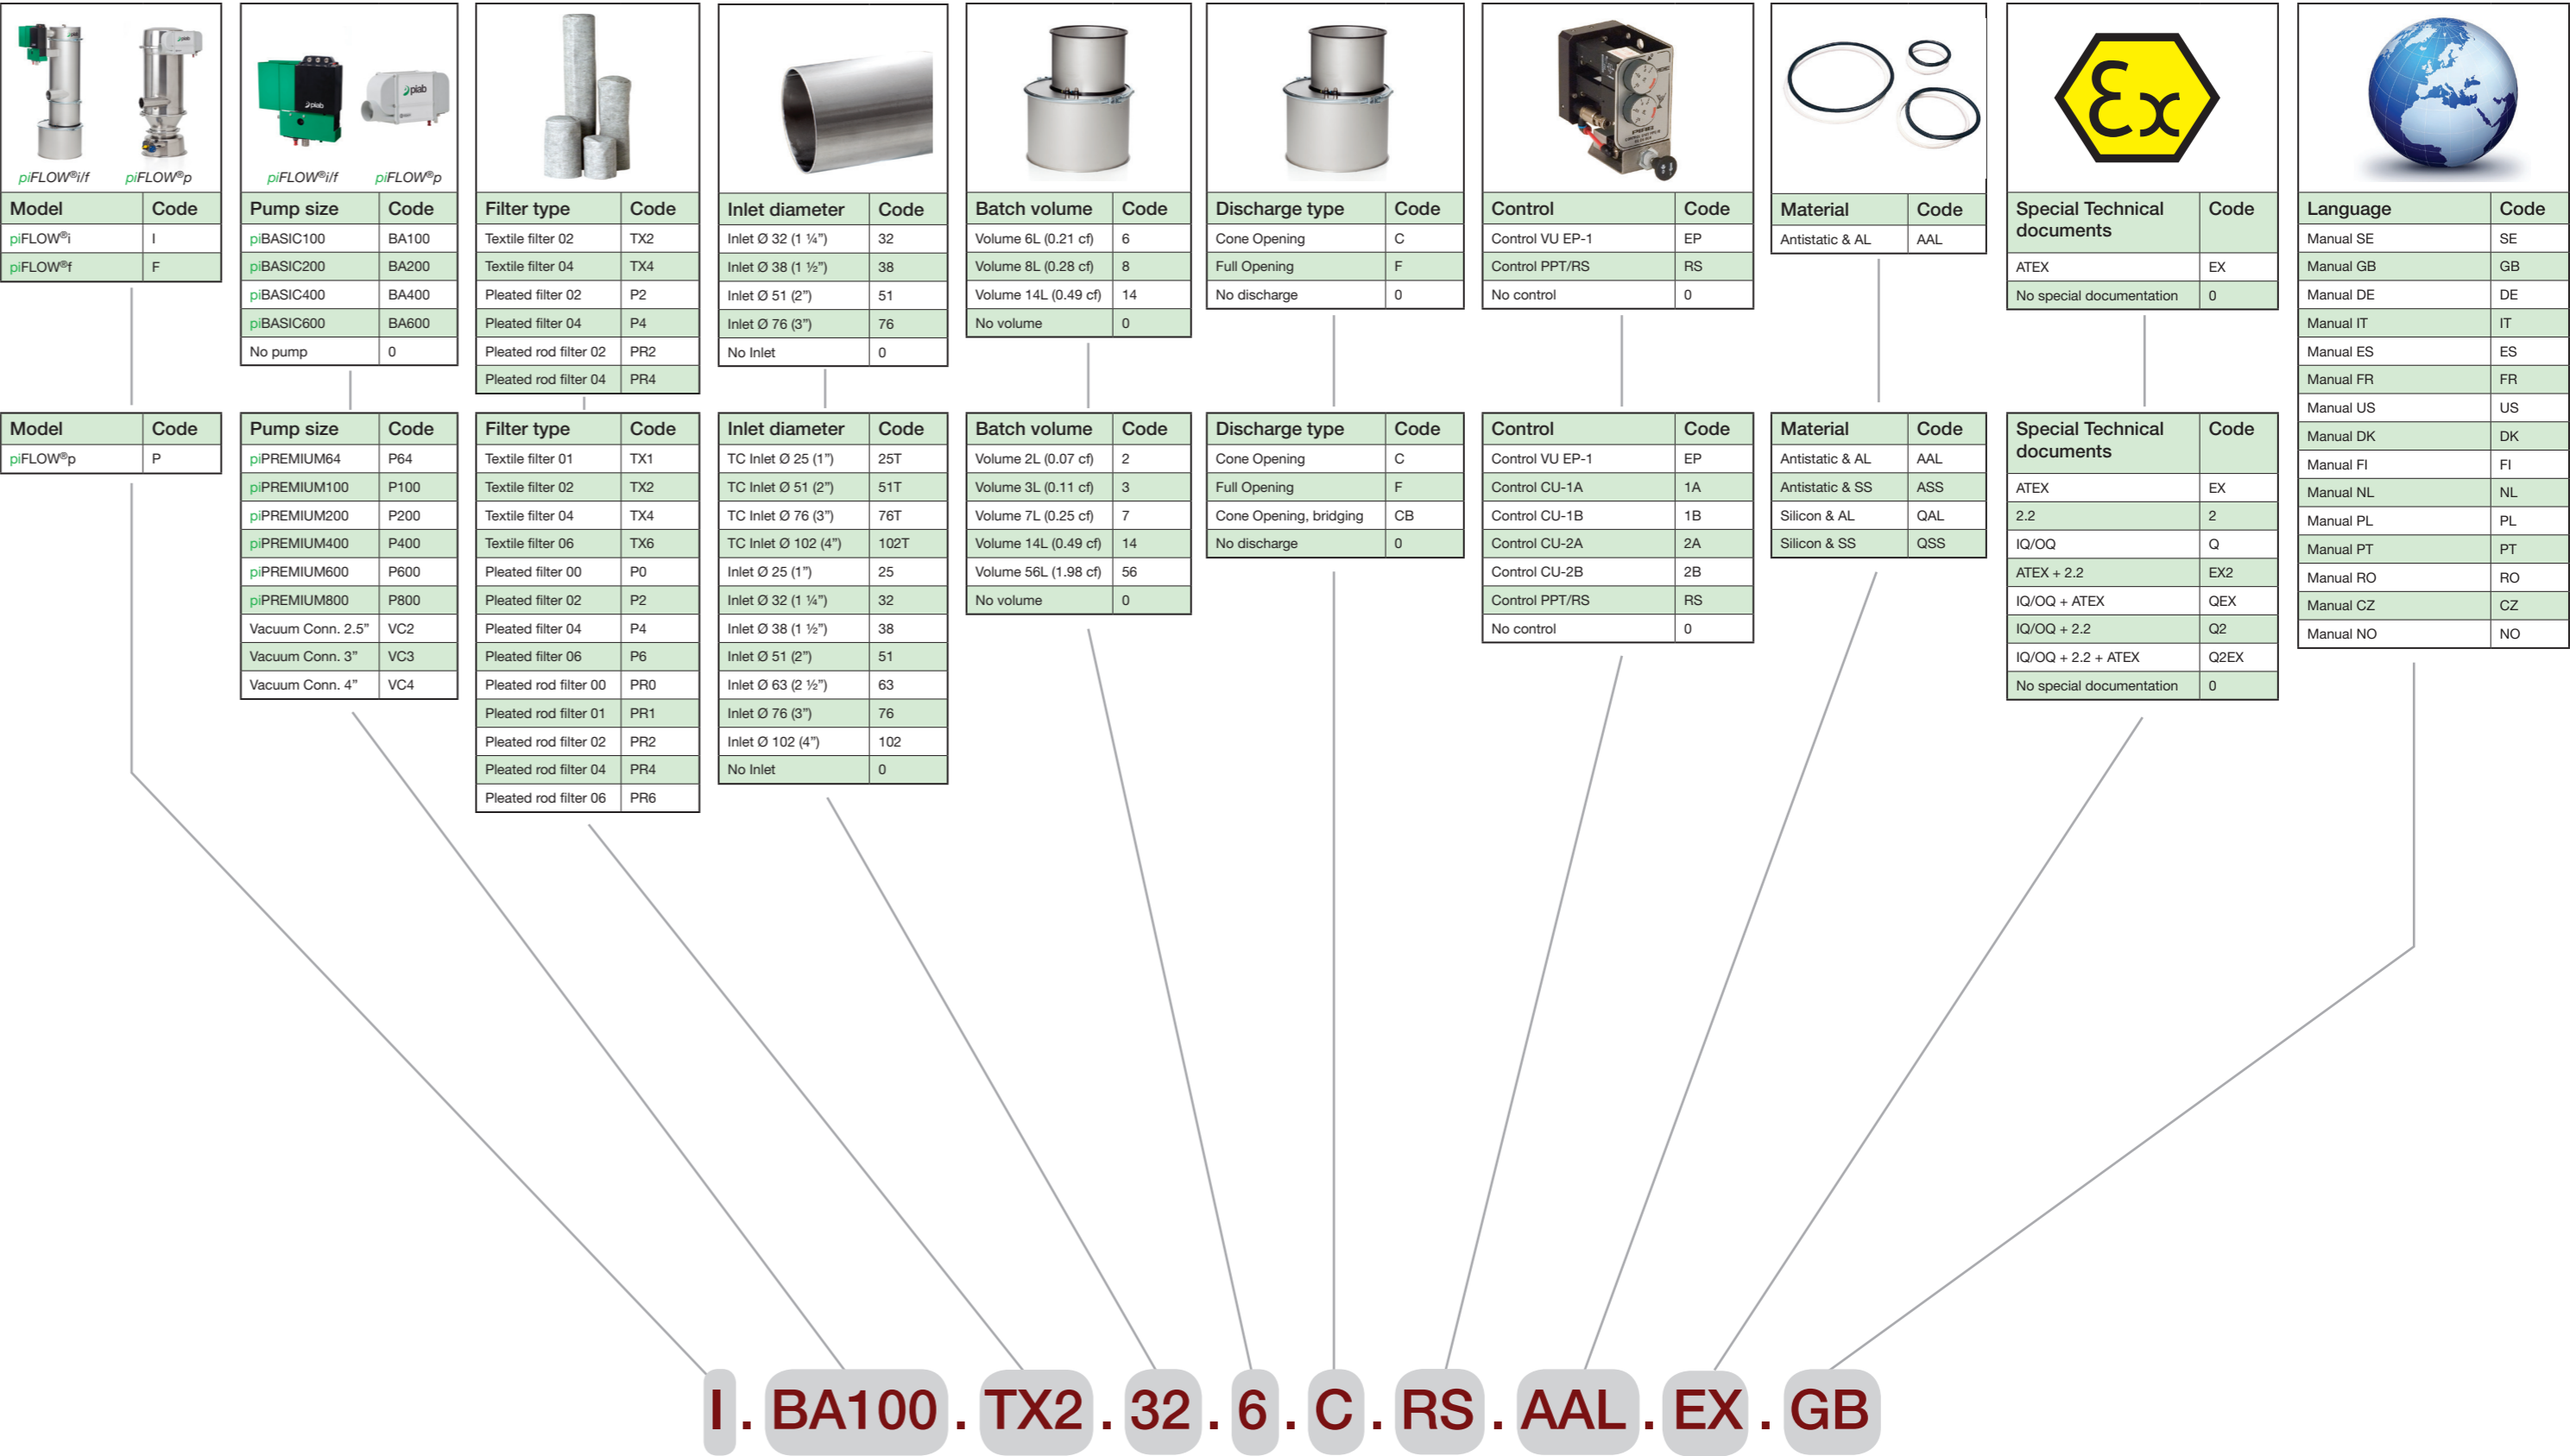 piFLOW®i/f piFLOW®p
Model Code
piFLOW®i I
piFLOW®f F
Model Code
piFLOW®p P
piab
piab
piFLOW®i/f piFLOW®p
Pump size Code
piBASIC100 BA100
piBASIC200 BA200
piBASIC400 BA400
piBASIC600 BA600
No pump 0
Pump size Code
piPREMIUM64 P64
piPREMIUM100 P100
piPREMIUM200 P200
piPREMIUM400 P400
piPREMIUM600 P600
piPREMIUM800 P800
Vacuum Conn. 2.5” VC2
Vacuum Conn. 3” VC3
Vacuum Conn. 4” VC4
Filter type Code
Textile filter 02 TX2
Textile filter 04 TX4
Pleated filter 02 P2
Pleated filter 04 P4
Pleated rod filter 02 PR2
Pleated rod filter 04 PR4
Filter type Code
Textile filter 01 TX1
Textile filter 02 TX2
Textile filter 04 TX4
Textile filter 06 TX6
Pleated filter 00 P0
Pleated filter 02 P2
Pleated filter 04 P4
Pleated filter 06 P6
Pleated rod filter 00 PR0
Pleated rod filter 01 PR1
Pleated rod filter 02 PR2
Pleated rod filter 04 PR4
Pleated rod filter 06 PR6
Inlet diameter Code
Inlet Ø 32 (1 ¼”) 32
Inlet Ø 38 (1 ½”) 38
Inlet Ø 51 (2”) 51
Inlet Ø 76 (3”) 76
No Inlet 0
Inlet diameter Code
TC Inlet Ø 25 (1”) 25T
TC Inlet Ø 51 (2”) 51T
TC Inlet Ø 76 (3”) 76T
TC Inlet Ø 102 (4”) 102T
Inlet Ø 25 (1”) 25
Inlet Ø 32 (1 ¼”) 32
Inlet Ø 38 (1 ½”) 38
Inlet Ø 51 (2”) 51
Inlet Ø 63 (2 ½”) 63
Inlet Ø 76 (3”) 76
Inlet Ø 102 (4”) 102
No Inlet 0
Batch volume Code
Volume 6L (0.21 cf) 6
Volume 8L (0.28 cf) 8
Volume 14L (0.49 cf) 14
No volume 0
Batch volume Code
Volume 2L (0.07 cf) 2
Volume 3L (0.11 cf) 3
Volume 7L (0.25 cf) 7
Volume 14L (0.49 cf) 14
Volume 56L (1.98 cf) 56
No volume 0
Discharge type Code
Cone Opening C
Full Opening F
No discharge 0
Discharge type Code
Cone Opening C
Full Opening F
Cone Opening, bridging CB
No discharge 0
Control Code
Control VU EP-1 EP
Control PPT/RS RS
No control 0
Control Code
Control VU EP-1 EP
Control CU-1A 1A
Control CU-1B 1B
Control CU-2A 2A
Control CU-2B 2B
Control PPT/RS RS
No control 0
Material Code
Antistatic & AL AAL
Material Code
Antistatic & AL AAL
Antistatic & SS ASS
Silicon & AL QAL
Silicon & SS QSS
Ex
Special Technical Code
documents
ATEX EX
No special documentation 0
Special Technical Code
documents
ATEX EX
2.2 2
IQ/OQ Q
ATEX + 2.2 EX2
IQ/OQ + ATEX QEX
IQ/OQ + 2.2 Q2
IQ/OQ + 2.2 + ATEX Q2EX
No special documentation 0
Language Code
Manual SE SE
Manual GB GB
Manual DE DE
Manual IT IT
Manual ES ES
Manual FR FR
Manual US US
Manual DK DK
Manual FI FI
Manual NL NL
Manual PL PL
Manual PT PT
Manual RO RO
Manual CZ CZ
Manual NO NO
I . BA100 . TX2 . 32 . 6 . C . RS . AAL . EX . GB